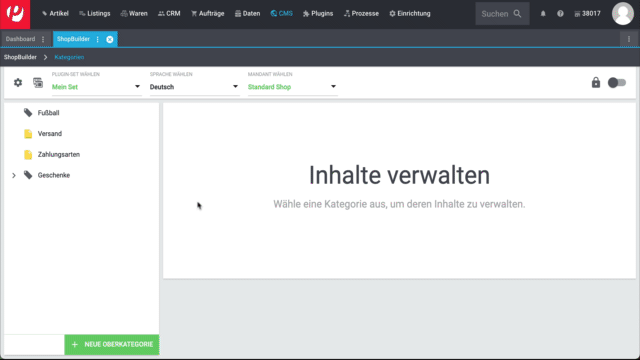 Artikel Listings Waren CRM Aufträge Daten CMS Plugins Prozesse Einrichtung Suchen 38017
Dashboard ShopBuilder
ShopBuilder Kategorien
PLUGIN-SET WÄHLEN SPRACHE WÄHLEN MANDANT WÄHLEN
Mein Set Deutsch Standard Shop
Fußball
Versand
Zahlungsarten
Geschenke
Inhalte verwalten
Wähle eine Kategorie aus, um deren Inhalte zu verwalten.
+ NEUE OBERKATEGORIE